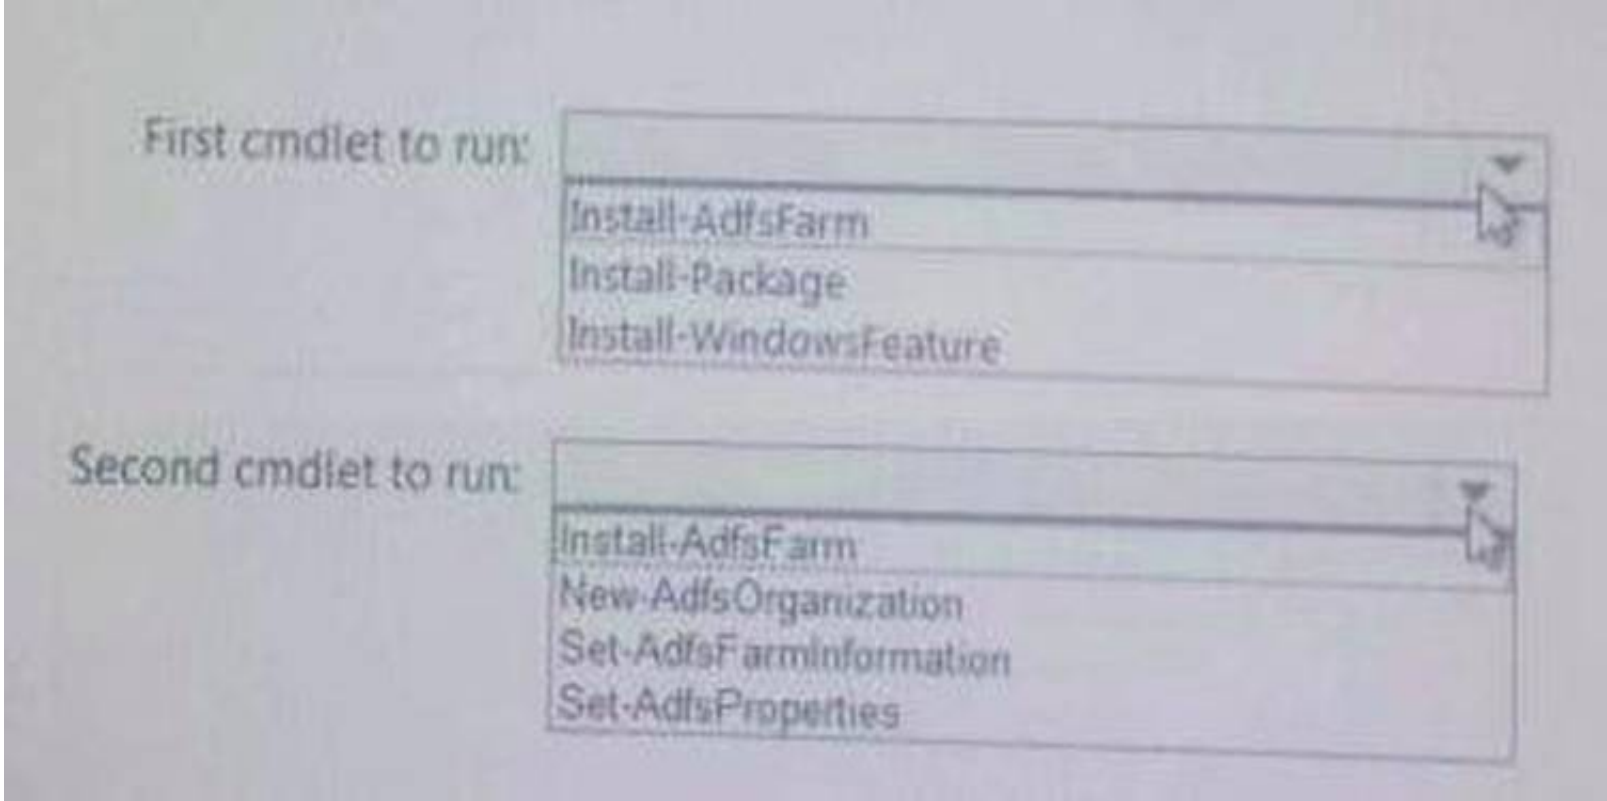 First cmdlet to run:
Install-AdfsFarm
Install-Package
Install-WindowsFeature
Second cmdlet to run:
Install-AdfsFarm
New-AdfsOrganization
Set-AdfsFarmInformation
Set-AdfsProperties